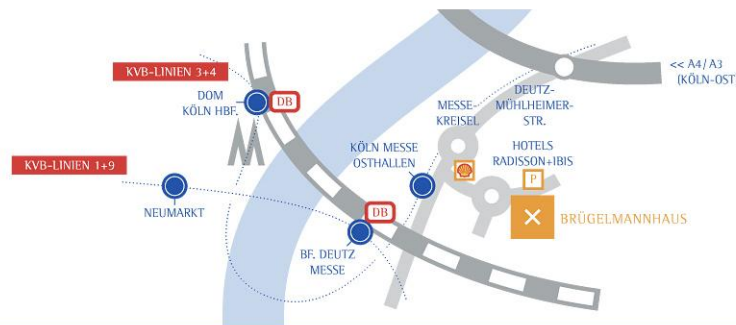 << A4/A3
(KÖLN-OST
KVB-LINIEN 3+4
DOM
KÖLN HBF.
DB
MESSE-
KREISEL
DEUTZ-
MÜHLHEIMER-
STR.
KVB-LINIEN 1+9
KÖLN MESSE
OSTHALLEN
HOTELS
RADISSON+IBIS
P
NEUMARKT
DB
BRÜGELMANNHAUS
BF. DEUTZ
MESSE